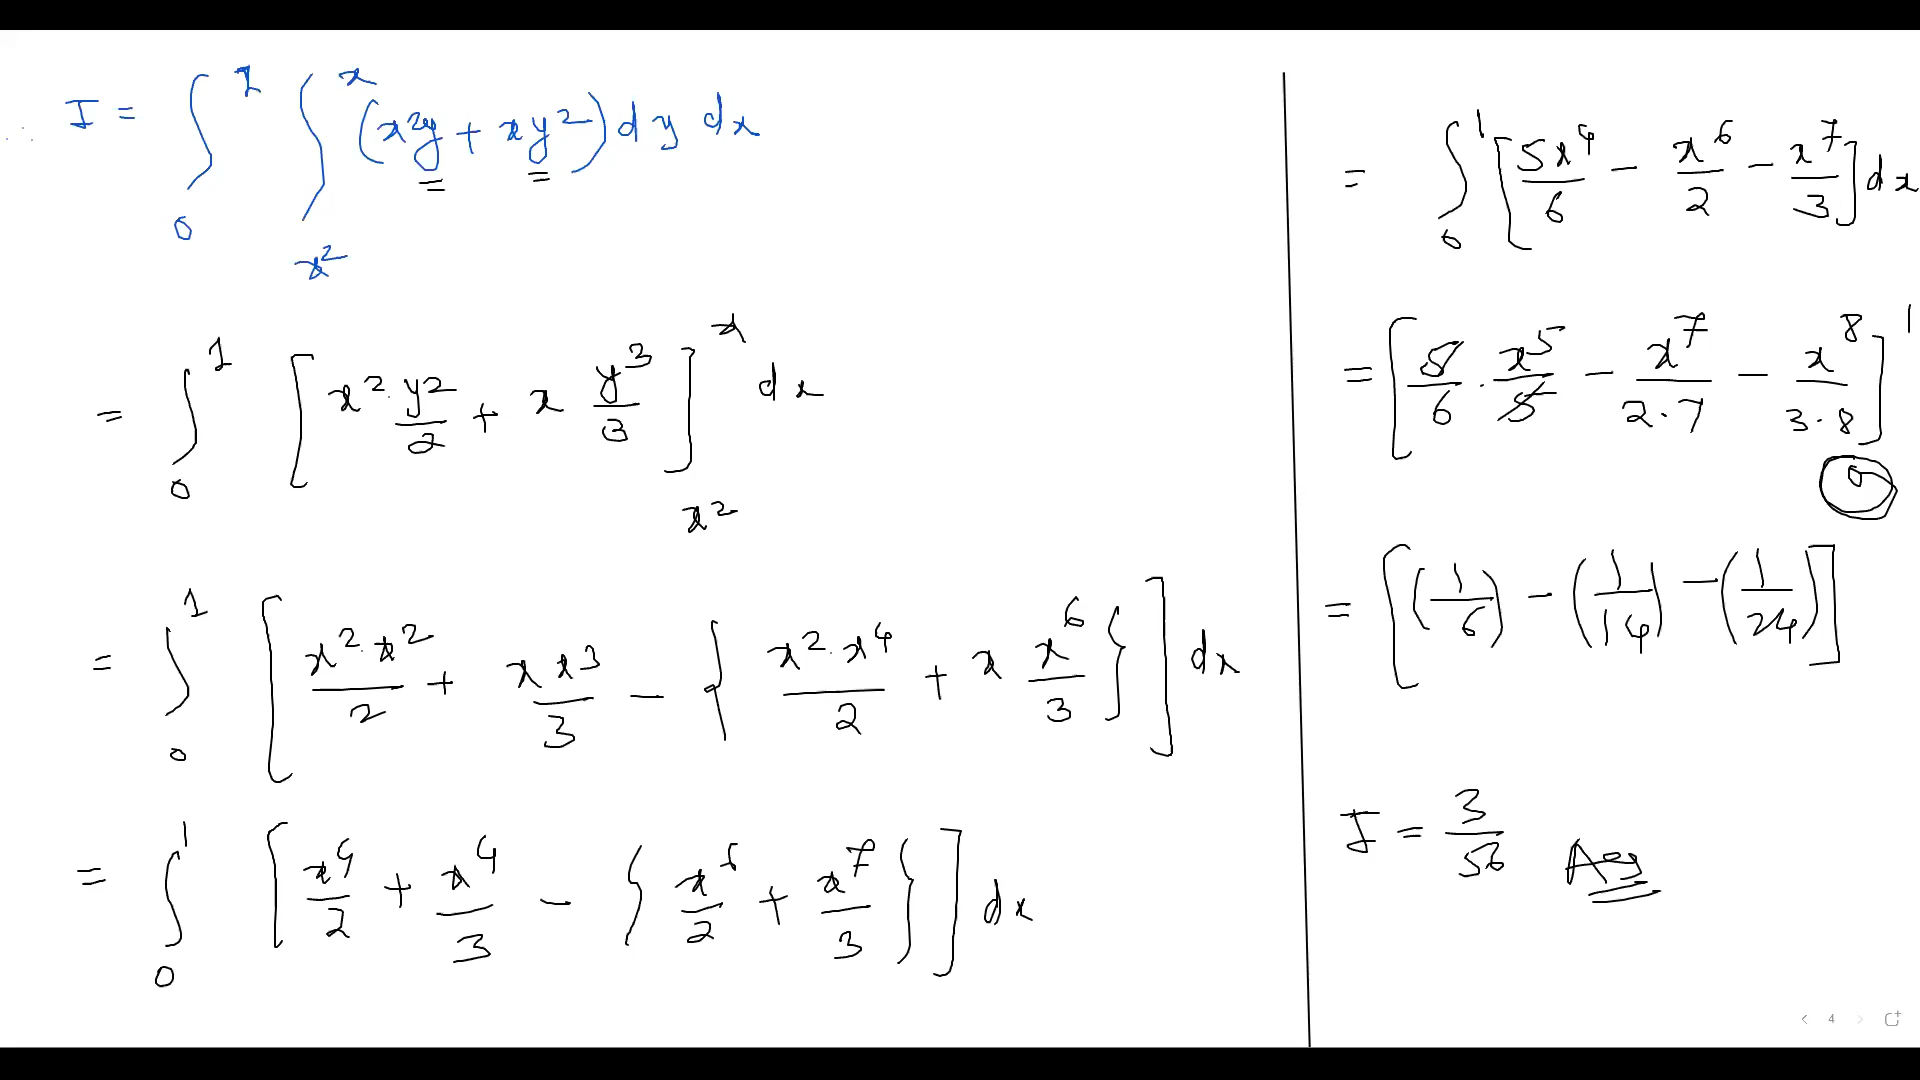 I = ∫₀¹ ∫ₓ²ˣ (x²y + xy²) dy dx
= ∫₀¹ [x² · y²/2 + x y³/3]ₓ²ˣ dx
= ∫₀¹ [x² · x²/2 + x x³/3 - {x² · x⁴/2 + x x⁶/3}] dx
= ∫₀¹ [x⁴/2 + x⁴/3 - {x⁶/2 + x⁷/3}] dx
= ∫₀¹ [5x⁴/6 - x⁶/2 - x⁷/3] dx
= [5/6 · x⁵/5 - x⁷/2·7 - x⁸/3·8]₀¹
= [(1/6) - (1/14) - (1/24)]
I = 3/56 Ans
4